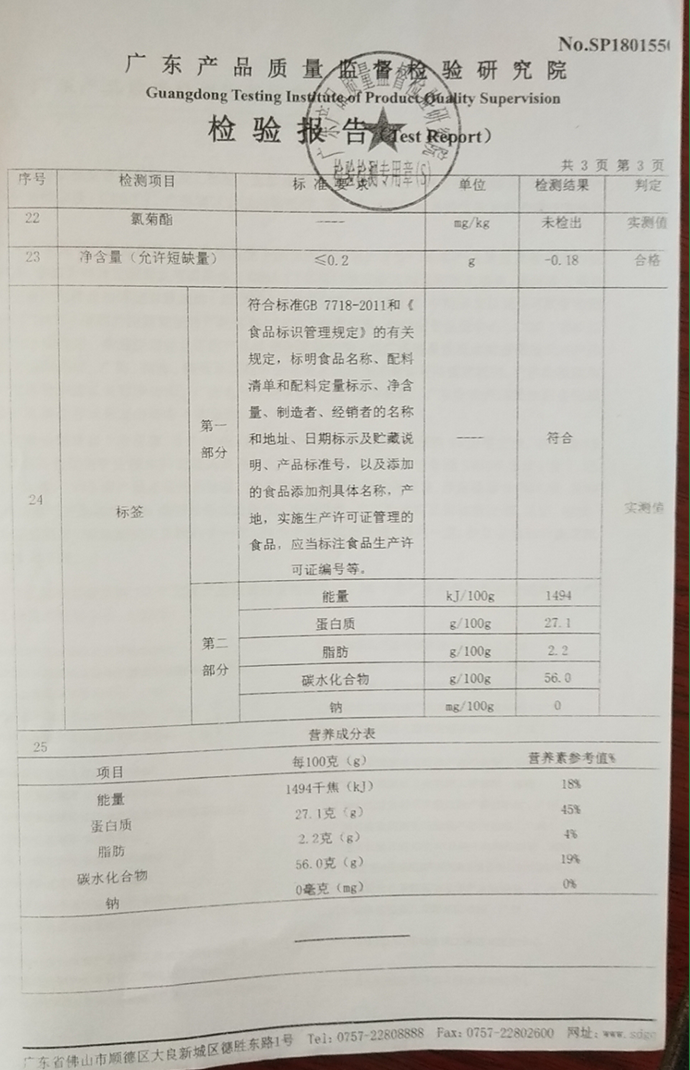 No.SP1801550
广东产品质量监督检验研究院
Guangdong Testing Institute of Product Quality Supervision
检验报告(Test Report)
广东产品质量监督检验研究院
检验检测专用章(S)
共 3 页 第 3 页
序号 检测项目 标准要求 单位 检测结果 判定
22 氯菊酯 ---- mg/kg 未检出 实测值
23 净含量（允许短缺量） ≤0.2 g -0.18 合格
24 标签 第一部分 符合标准GB 7718-2011和《
食品标识管理规定》的有关
规定，标明食品名称、配料
清单和配料定量标示、净含
量、制造者、经销者的名称
和地址、日期标示及贮藏说
明、产品标准号，以及添加
的食品添加剂具体名称，产
地，实施生产许可证管理的
食品，应当标注食品生产许
可证编号等。
---- 符合 实测值
第二部分 能量 kJ/100g 1494
蛋白质 g/100g 27.1
脂肪 g/100g 2.2
碳水化合物 g/100g 56.0
钠 mg/100g 0
25 营养成分表
项目 每100克（g） 营养素参考值%
能量 1494千焦（kJ） 18%
蛋白质 27.1克（g） 45%
脂肪 2.2克（g） 4%
碳水化合物 56.0克（g） 19%
钠 0毫克（mg） 0%
广东省佛山市顺德区大良新城区德胜东路1号 Tel: 0757-22808888 Fax: 0757-22802600 网址: